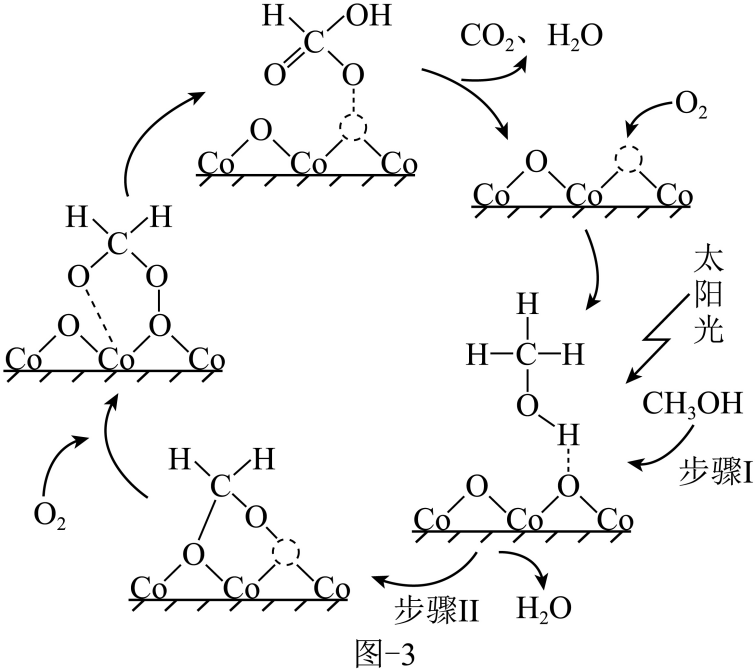 H OH
C
O O
O
Co Co Co
CO₂、H₂O
O₂
O
Co Co Co
太阳光
H
H—C—H
O
H
CH₃OH
步骤I
O O
Co Co Co
H₂O
步骤II
H H
C
O
O
Co Co Co
O₂
H H
C
O O
O O
Co Co Co
图-3